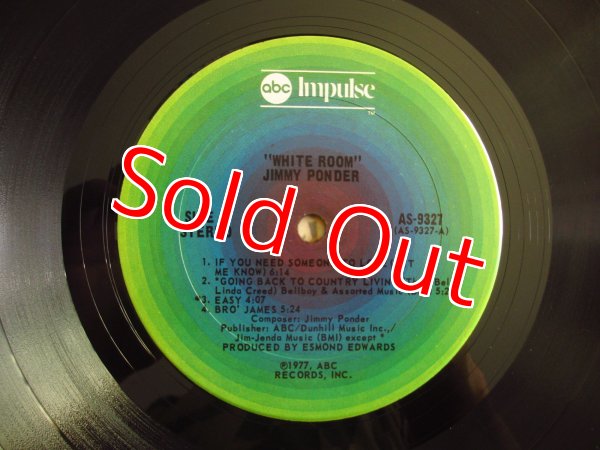 abc Impulse
TM
"WHITE ROOM"
JIMMY PONDER
Sold Out
AS-9327
STEREO
(AS-9327-A)
1. IF YOU NEED SOMEONE
ME KNOW) 6:14
2. *GOING BACK TO COUNTRY
Linda Creed) Bellboy & Assorted Music
*3. EASY 4:07
4. BRO' JAMES 5:24
Composer: Jimmy Ponder
Publisher: ABC/Dunhill Music Inc.,/
Jim-Jenda Music (BMI) except *
PRODUCED BY ESMOND EDWARDS
Ⓟ1977, ABC
RECORDS, INC.